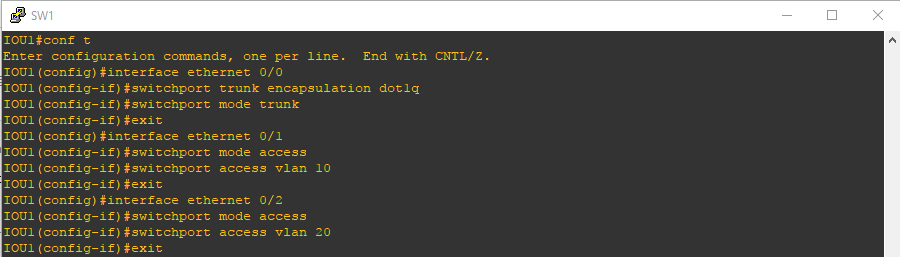 SW1
IOU1#conf t
Enter configuration commands, one per line.  End with CNTL/Z.
IOU1(config)#interface ethernet 0/0
IOU1(config-if)#switchport trunk encapsulation dot1q
IOU1(config-if)#switchport mode trunk
IOU1(config-if)#exit
IOU1(config)#interface ethernet 0/1
IOU1(config-if)#switchport mode access
IOU1(config-if)#switchport access vlan 10
IOU1(config-if)#exit
IOU1(config)#interface ethernet 0/2
IOU1(config-if)#switchport mode access
IOU1(config-if)#switchport access vlan 20
IOU1(config-if)#exit